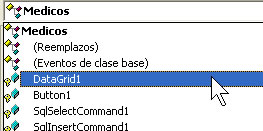 Medicos
Medicos
(Reemplazos)
(Eventos de clase base)
DataGrid1
Button1
SqlSelectCommand1
SqlInsertCommand1